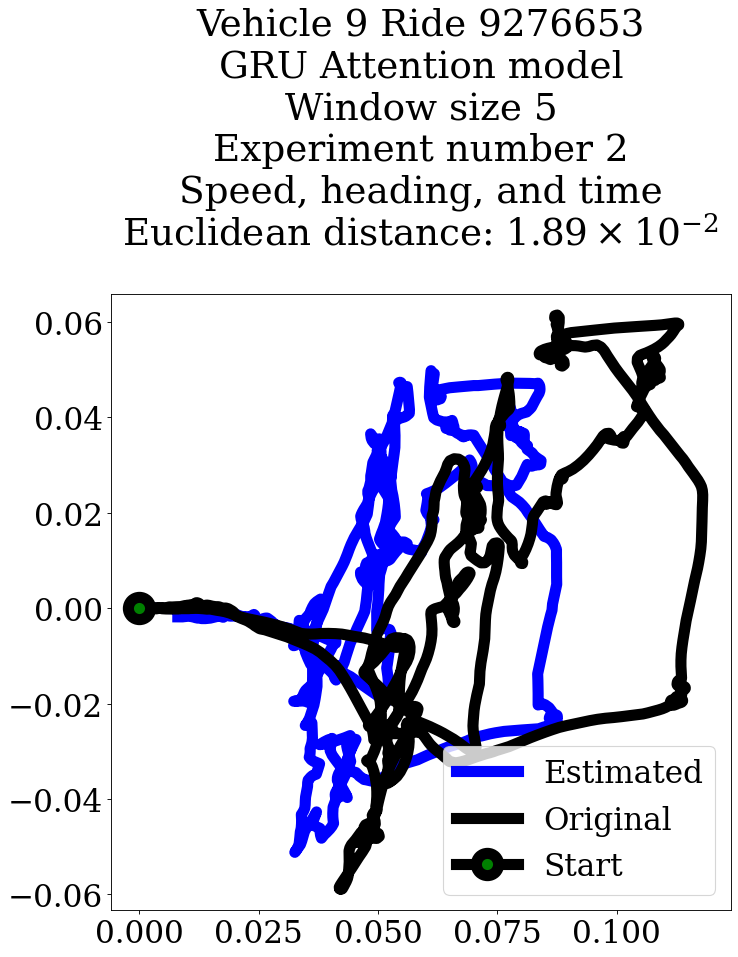 Vehicle 9 Ride 9276653
GRU Attention model
Window size 5
Experiment number 2
Speed, heading, and time
Euclidean distance: 1.89 × 10⁻²
0.06
0.04
0.02
0.00
−0.02
−0.04
−0.06
0.000 0.025 0.050 0.075 0.100
Estimated
Original
Start